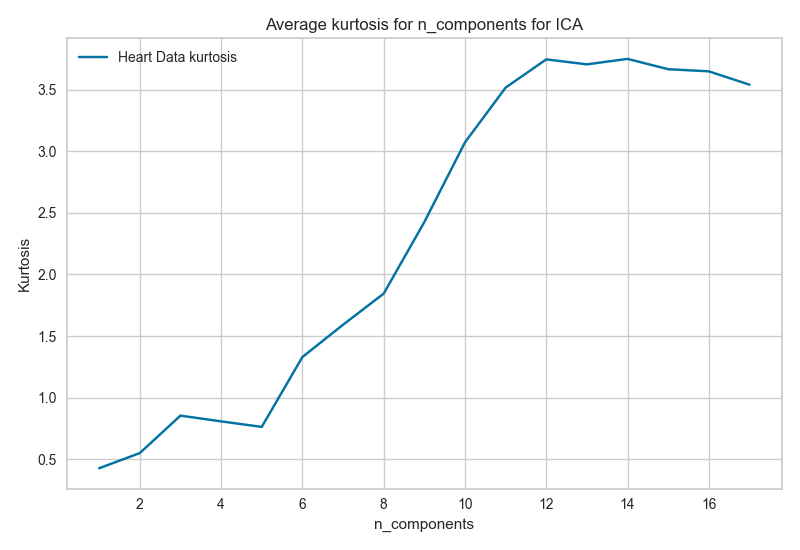 Average kurtosis for n_components for ICA
Heart Data kurtosis
Kurtosis
3.5
3.0
2.5
2.0
1.5
1.0
0.5
2 4 6 8 10 12 14 16
n_components